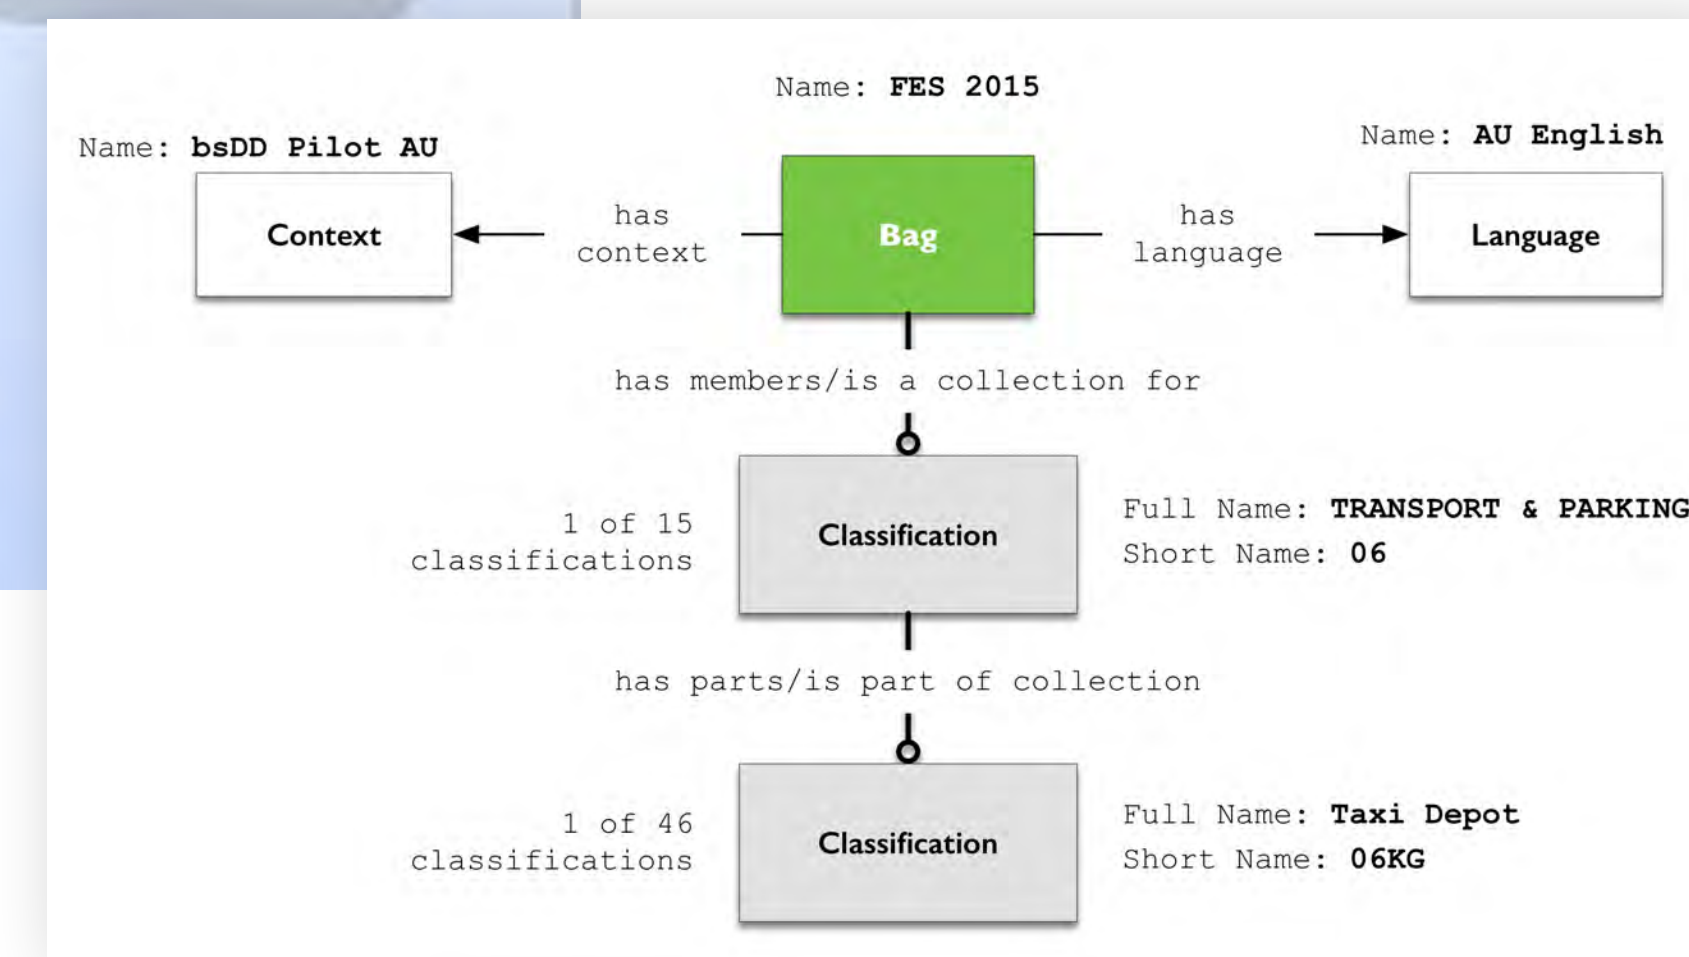 Name: FES 2015
Name: bsDD Pilot AU
Name: AU English
Context
has
context
Bag
has
language
Language
has members/is a collection for
1 of 15
classifications
Classification
Full Name: TRANSPORT & PARKING
Short Name: 06
has parts/is part of collection
1 of 46
classifications
Classification
Full Name: Taxi Depot
Short Name: 06KG